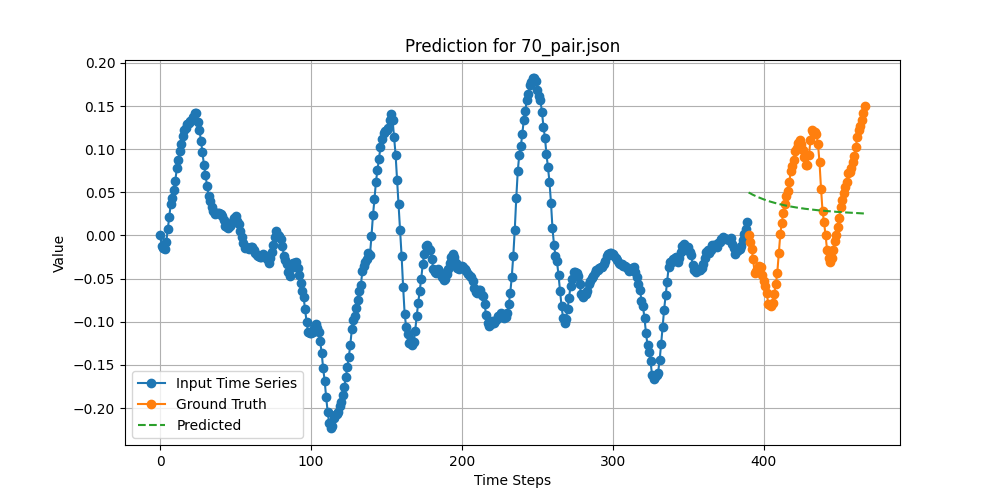 Prediction for 70_pair.json
Value
0.20
0.15
0.10
0.05
0.00
−0.05
−0.10
−0.15
−0.20
Input Time Series
Ground Truth
Predicted
0 100 200 300 400
Time Steps